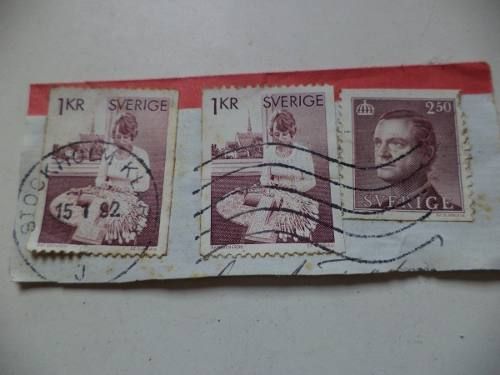 1KR SVERIGE
1KR SVERIGE
2.50
SVERIGE
STOCKHOLM
15 1 92